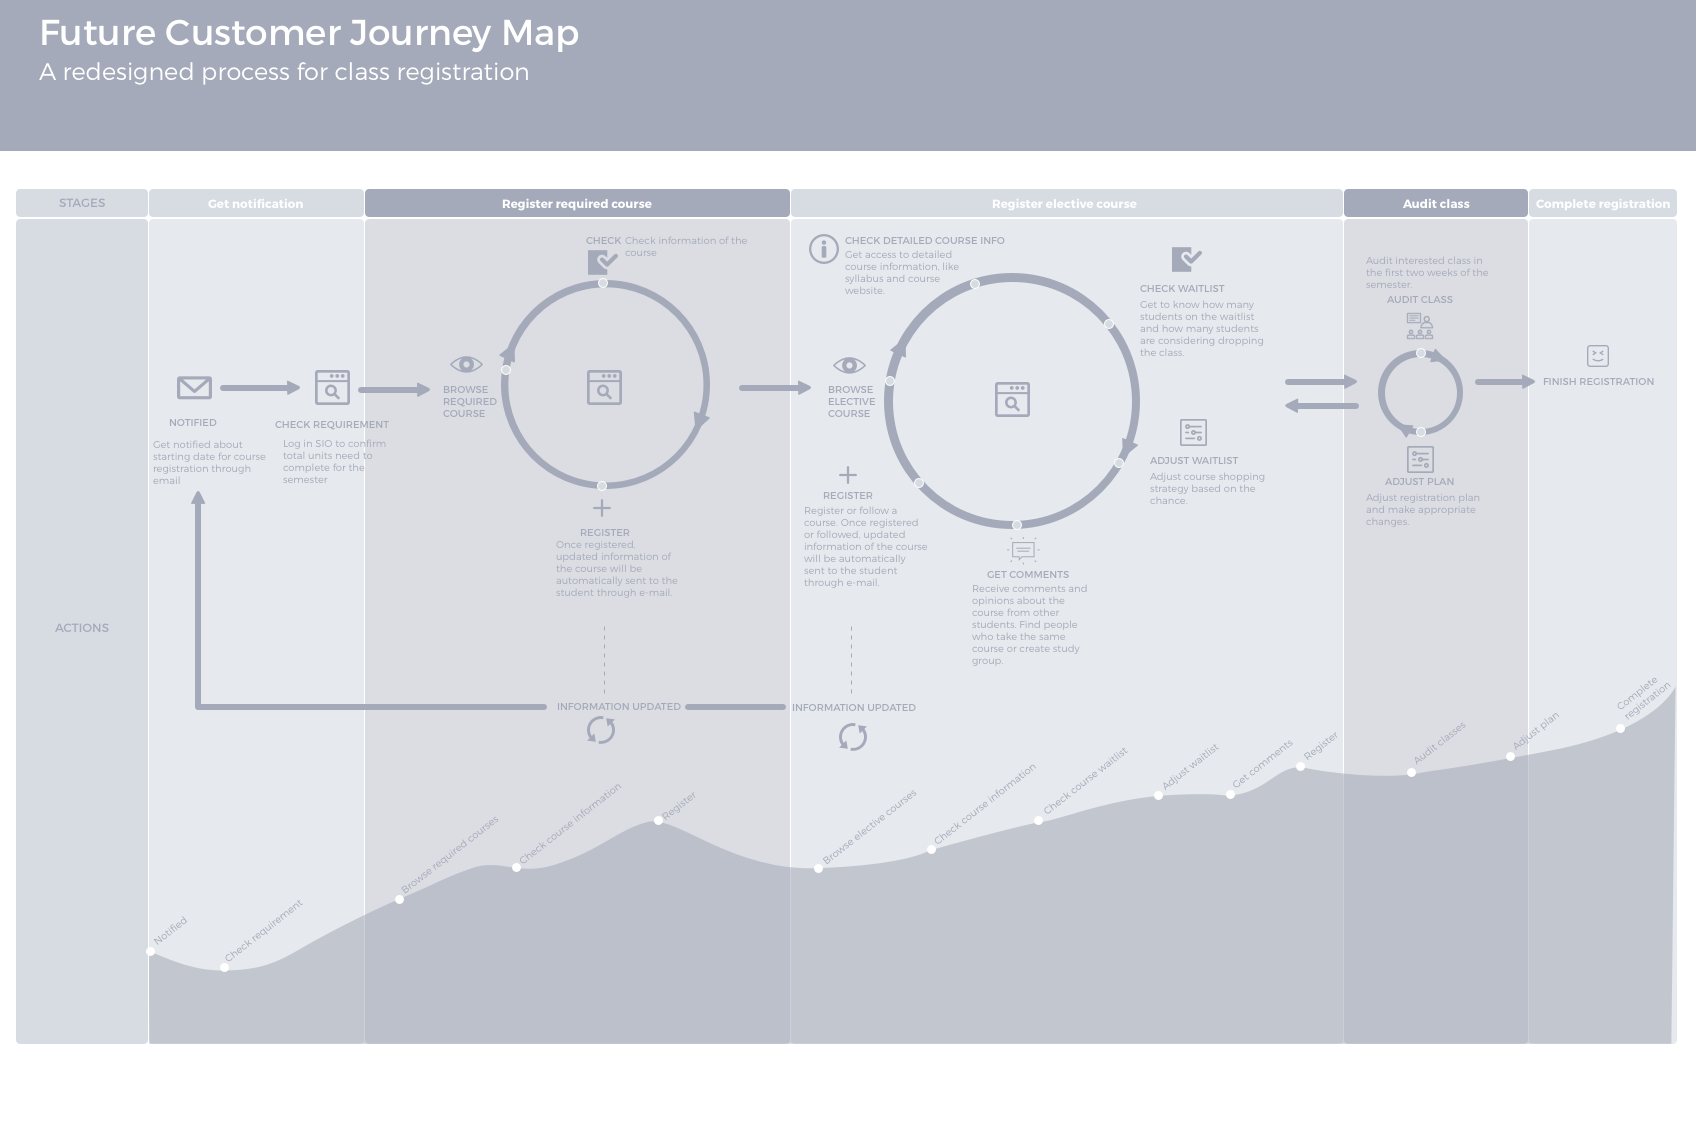 Future Customer Journey Map
A redesigned process for class registration
STAGES
Get notification
Register required course
Register elective course
Audit class
Complete registration
ACTIONS
NOTIFIED
Get notified about
starting date for course
registration through
email
CHECK REQUIREMENT
Log in SIO to confirm
total units need to
complete for the
semester
BROWSE
REQUIRED
COURSE
CHECK Check information of the
course
REGISTER
Once registered,
updated information of
the course will be
automatically sent to the
student through e-mail.
INFORMATION UPDATED
BROWSE
ELECTIVE
COURSE
CHECK DETAILED COURSE INFO
Get access to detailed
course information, like
syllabus and course
website.
CHECK WAITLIST
Get to know how many
students on the waitlist
and how many students
are considering dropping
the class.
ADJUST WAITLIST
Adjust course shopping
strategy based on the
chance.
GET COMMENTS
Receive comments and
opinions about the
course from other
students. Find people
who take the same
course or create study
group.
REGISTER
Register or follow a
course. Once registered
or followed, updated
information of the course
will be automatically
sent to the student
through e-mail.
INFORMATION UPDATED
Audit interested class in
the first two weeks of the
semester.
AUDIT CLASS
ADJUST PLAN
Adjust registration plan
and make appropriate
changes.
FINISH REGISTRATION
Notified
Check requirement
Browse required courses
Check course information
Register
Browse elective courses
Check course information
Check course waitlist
Adjust waitlist
Get comments
Register
Audit classes
Adjust plan
Complete
registration